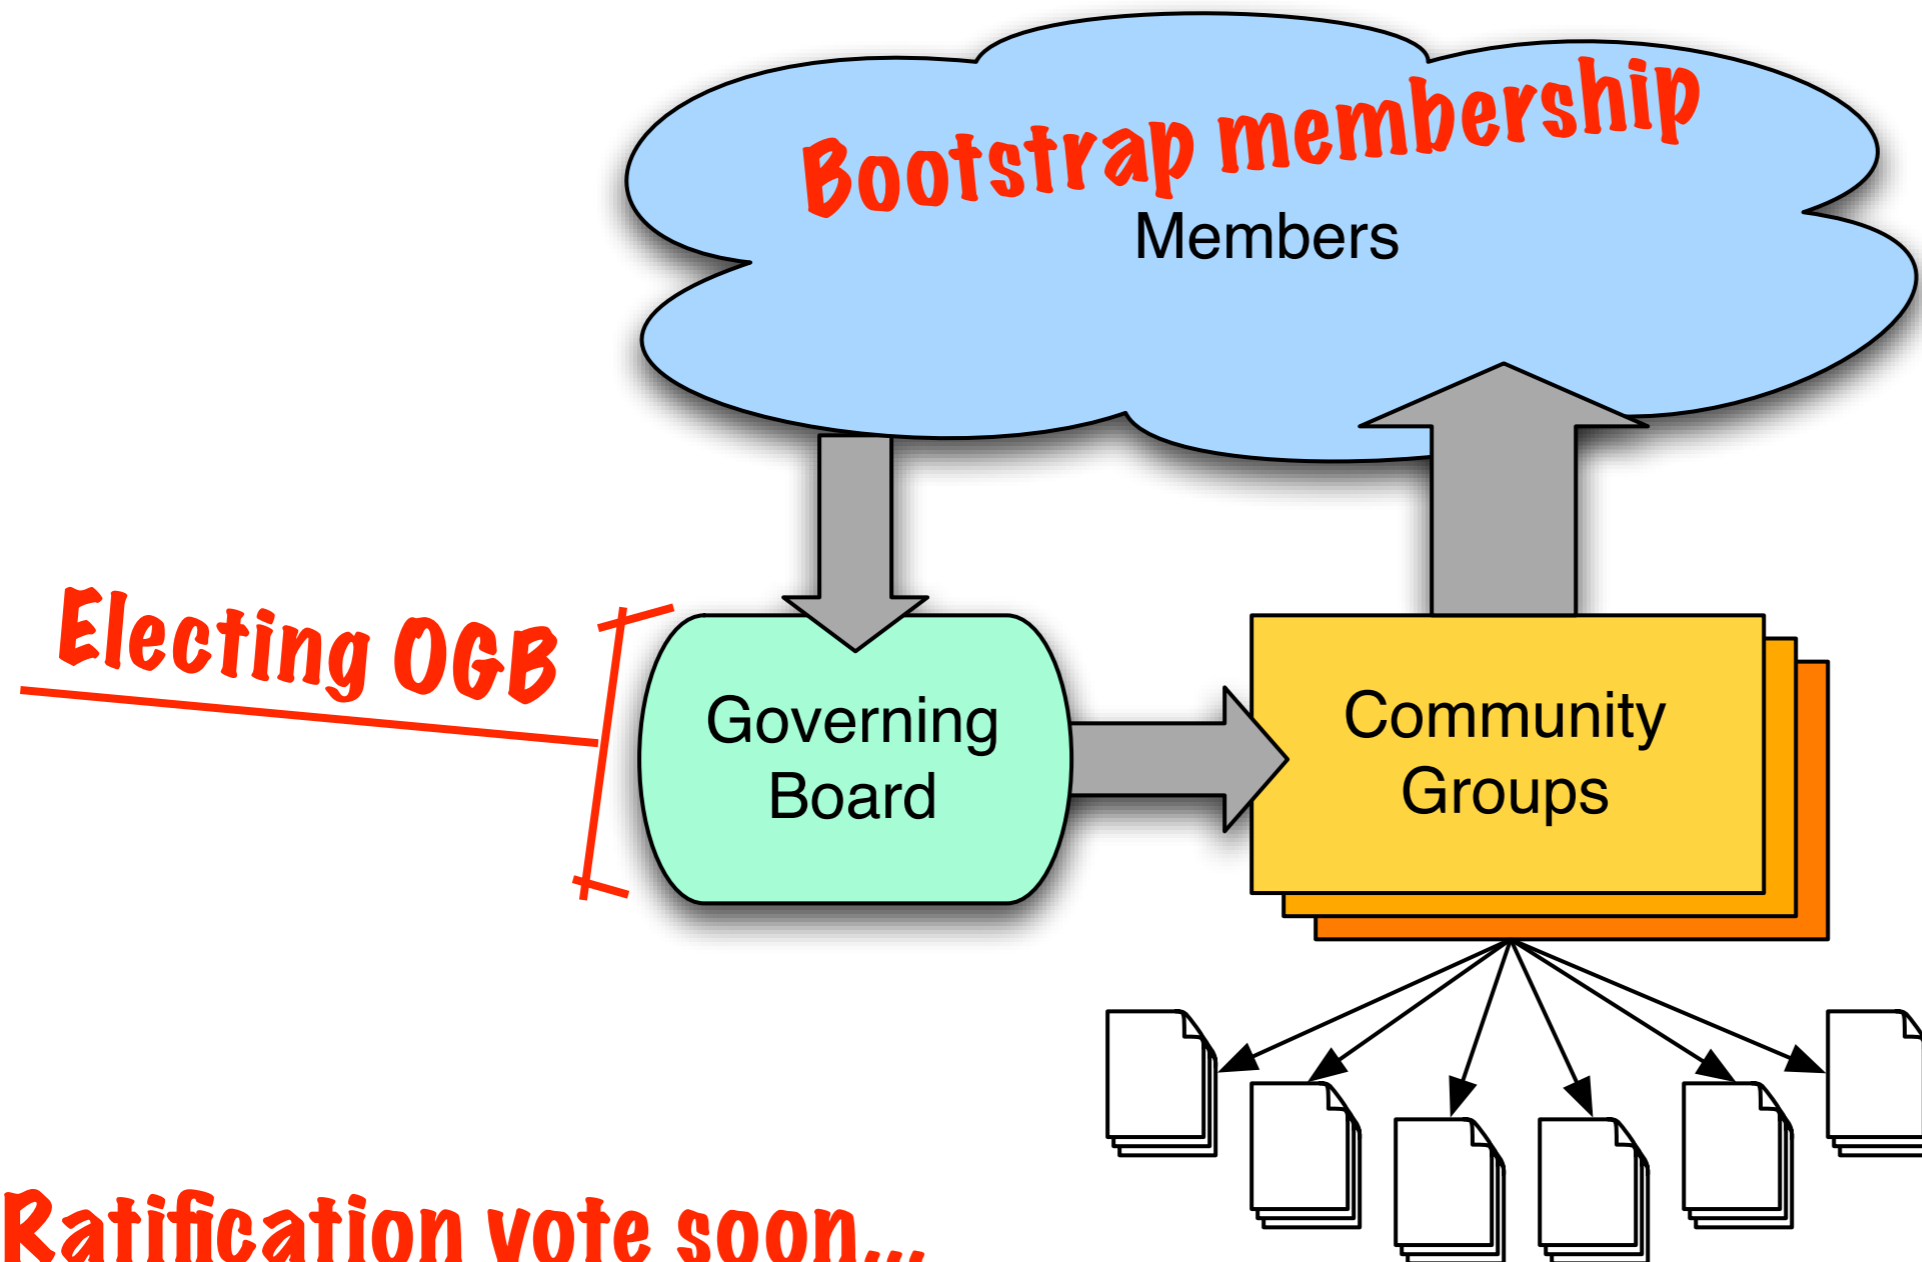 Bootstrap membership
Members
Electing OGB
Governing
Board
Community
Groups
Ratification vote soon...